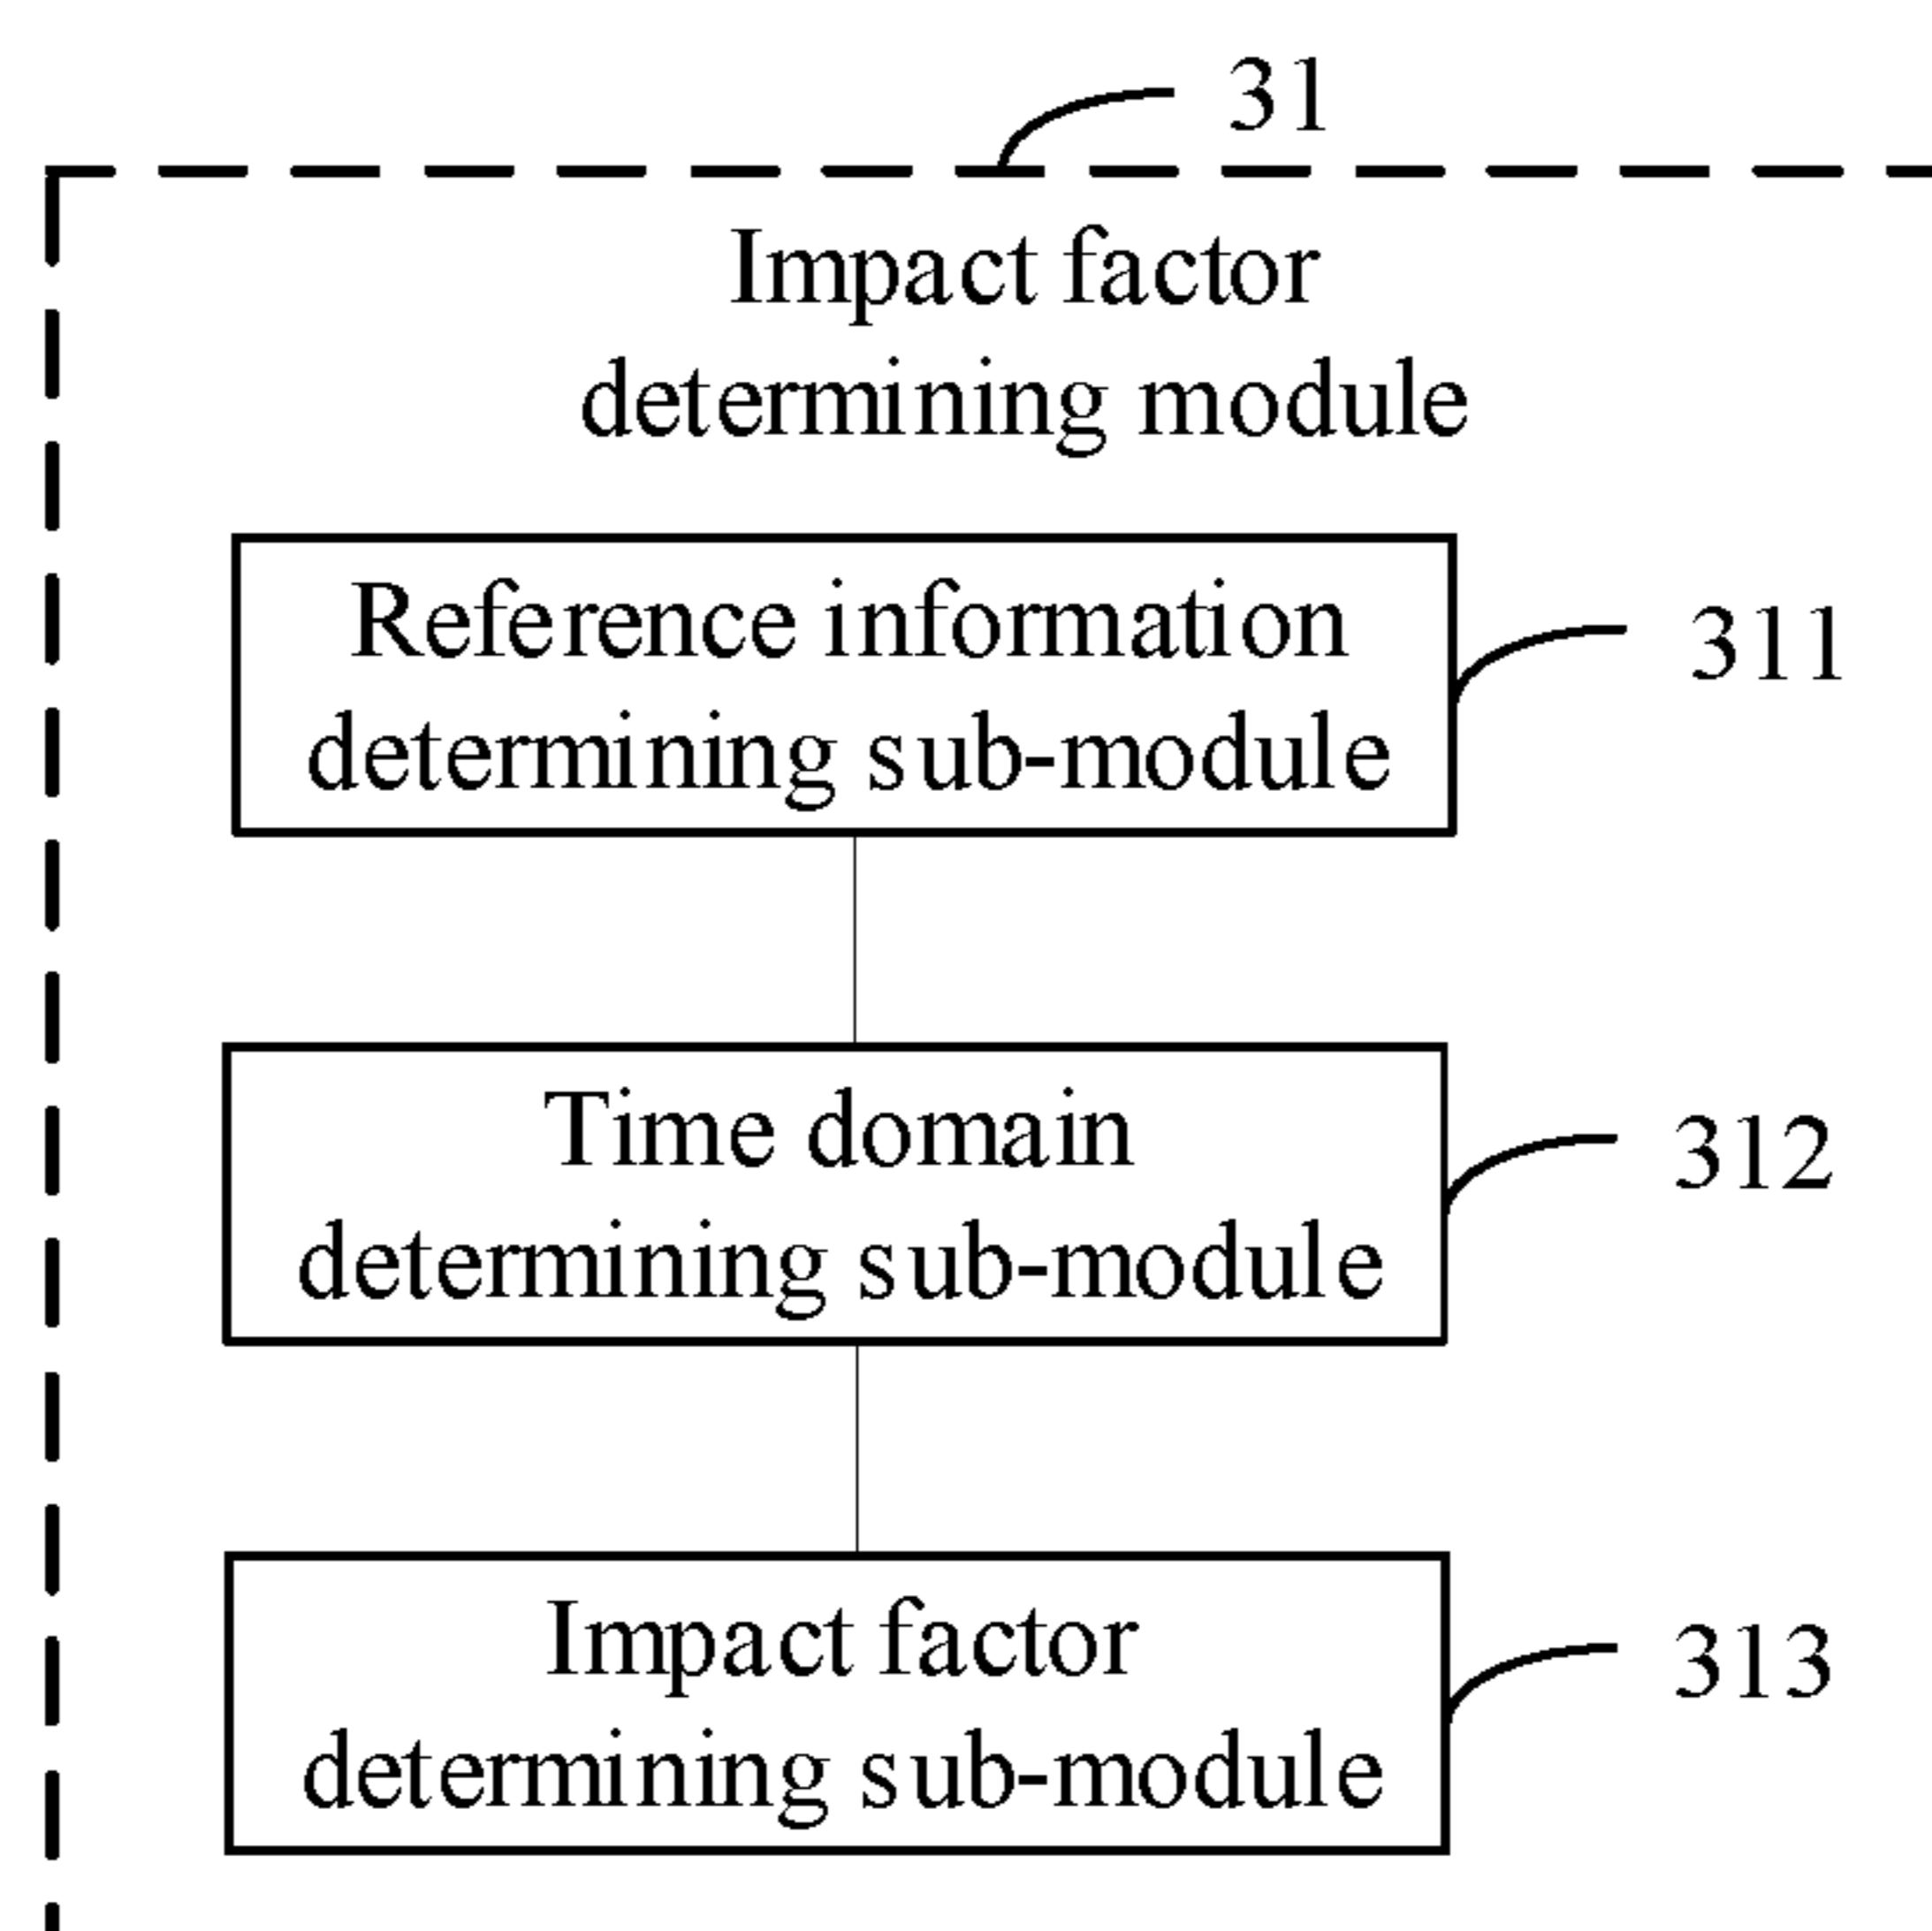 31
Impact factor
determining module
Reference information
determining sub-module
311
Time domain
determining sub-module
312
Impact factor
determining sub-module
313